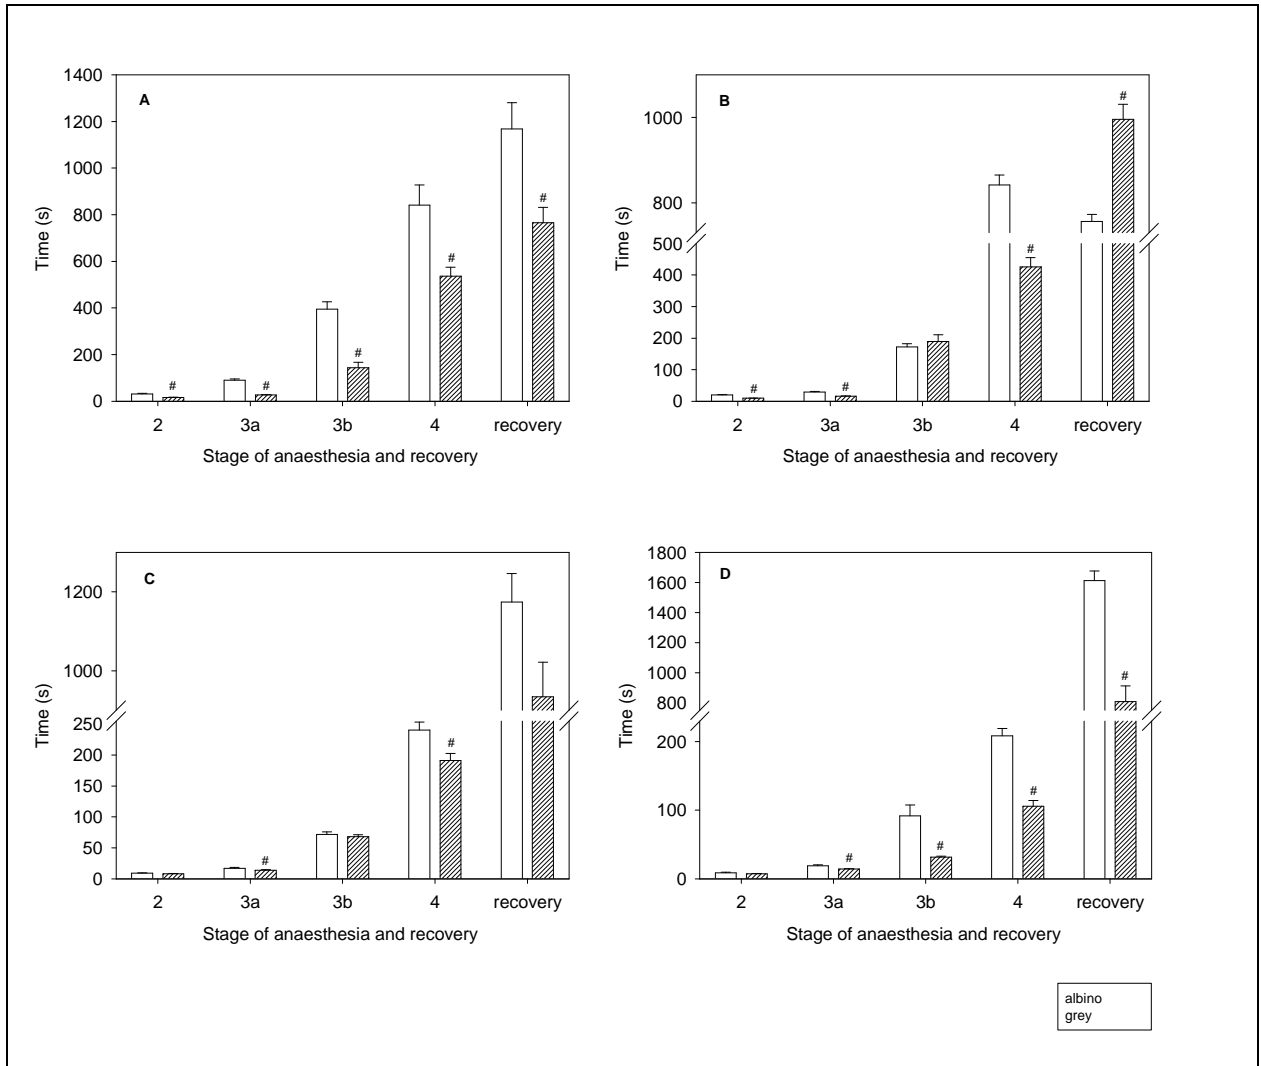 A
Time (s)
1400
1200
1000
800
600
400
200
0
# # # # #
2 3a 3b 4 recovery
Stage of anaesthesia and recovery
B
1000
800
500
400
300
200
100
0
# # # #
2 3a 3b 4 recovery
Stage of anaesthesia and recovery
C
Time (s)
1200
1000
250
200
150
100
50
0
# #
2 3a 3b 4 recovery
Stage of anaesthesia and recovery
D
Time (s)
1800
1600
1400
1200
1000
800
200
100
0
# # # #
2 3a 3b 4 recovery
Stage of anaesthesia and recovery
albino
grey